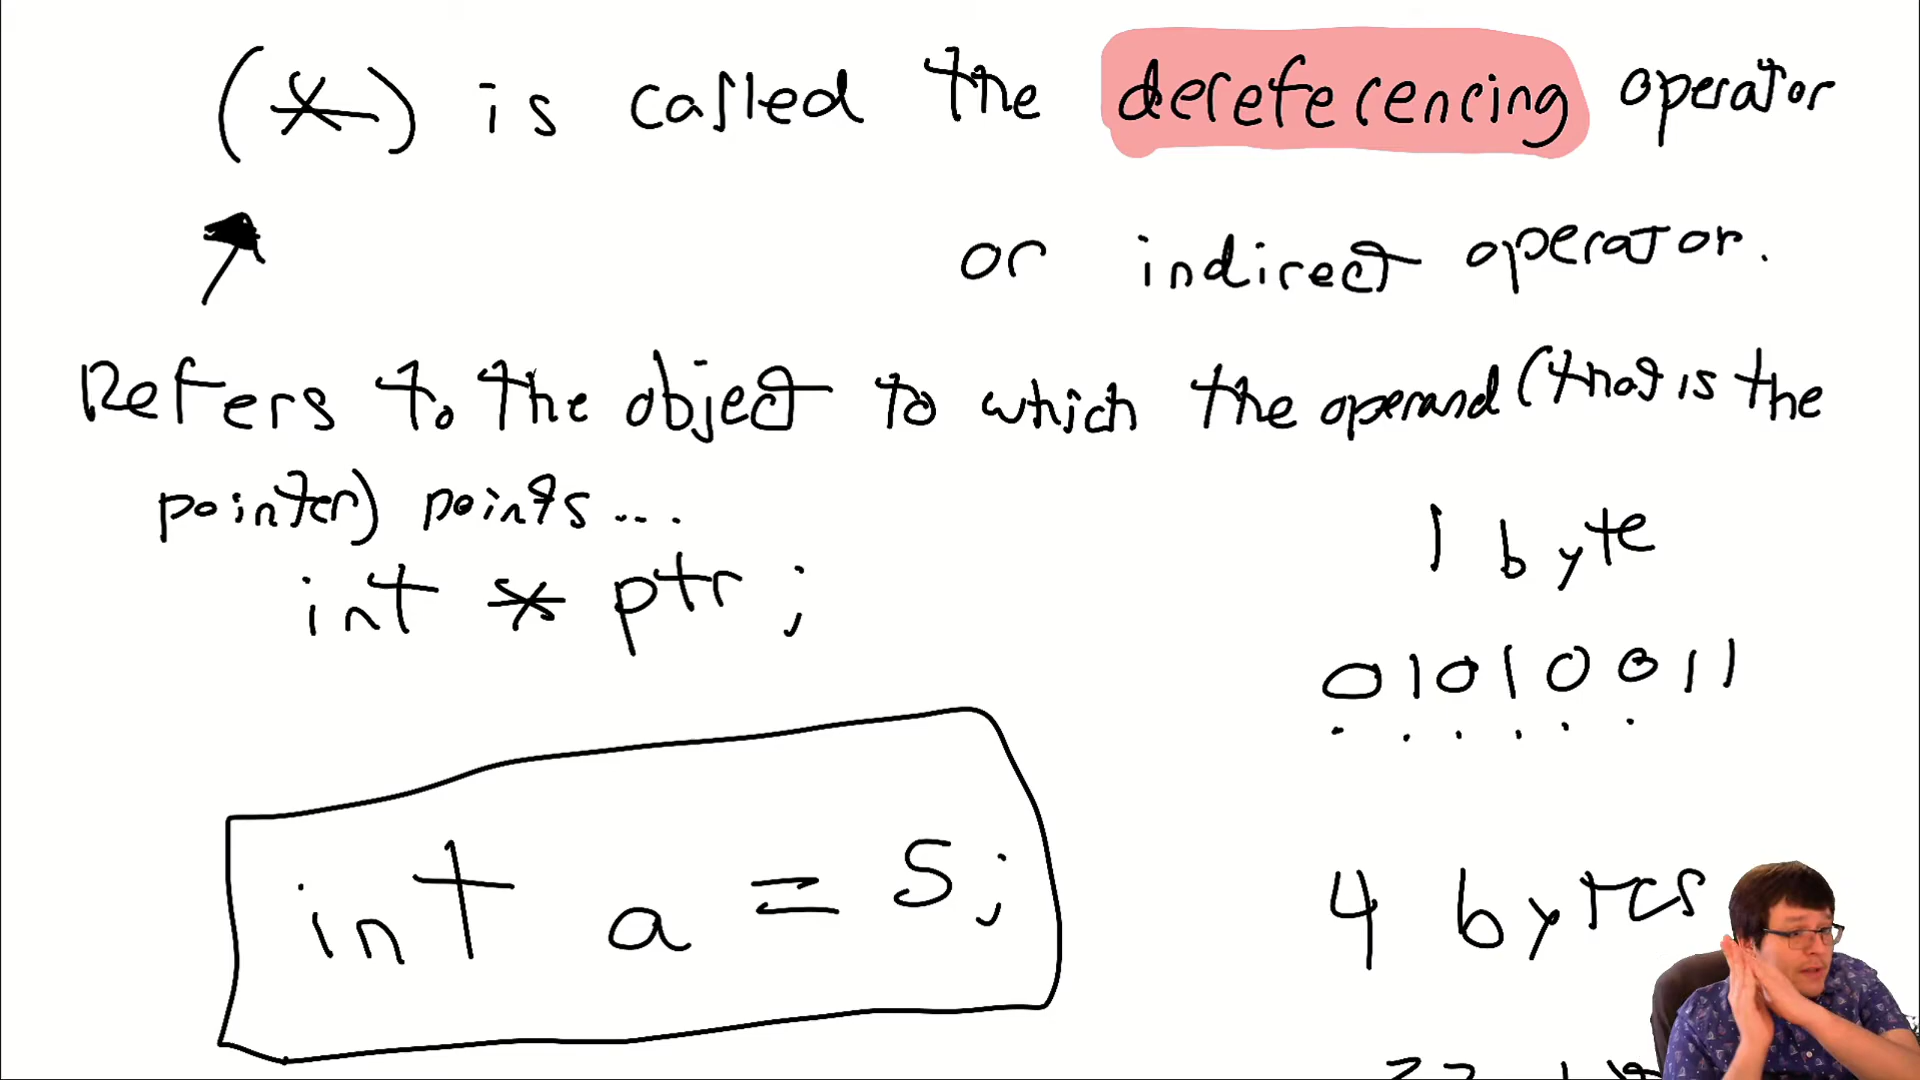 (*) is called the dereferencing operator
or indirect operator.
Refers to the object to which the operand (that is the
pointer) points...
int * ptr ;
1 byte
01010011
int a = 5;
4 bytes